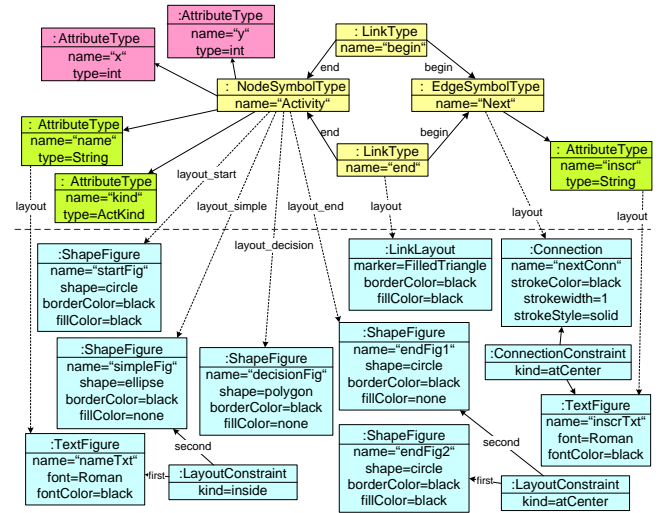 :AttributeType
name="y"
type=int
:AttributeType
name="x"
type=int
: LinkType
name="begin"
end
begin
: NodeSymbolType
name="Activity"
: EdgeSymbolType
name="Next"
: AttributeType
name="name"
type=String
end
begin
: LinkType
name="end"
: AttributeType
name="inscr"
type=String
: AttributeType
name="kind"
type=ActKind
layout
layout_start
layout_simple
layout_decision
layout_end
layout
layout
layout
:ShapeFigure
name="startFig"
shape=circle
borderColor=black
fillColor=black
:LinkLayout
marker=FilledTriangle
borderColor=black
fillColor=black
:Connection
name="nextConn"
strokeColor=black
strokewidth=1
strokeStyle=solid
:ShapeFigure
name="simpleFig"
shape=ellipse
borderColor=black
fillColor=none
:ShapeFigure
name="decisionFig"
shape=polygon
borderColor=black
fillColor=none
:ShapeFigure
name="endFig1"
shape=circle
borderColor=black
fillColor=none
:ConnectionConstraint
kind=atCenter
:TextFigure
name="inscrTxt"
font=Roman
fontColor=black
:TextFigure
name="nameTxt"
font=Roman
fontColor=black
second
first
:LayoutConstraint
kind=inside
:ShapeFigure
name="endFig2"
shape=circle
borderColor=black
fillColor=black
second
first
:LayoutConstraint
kind=atCenter